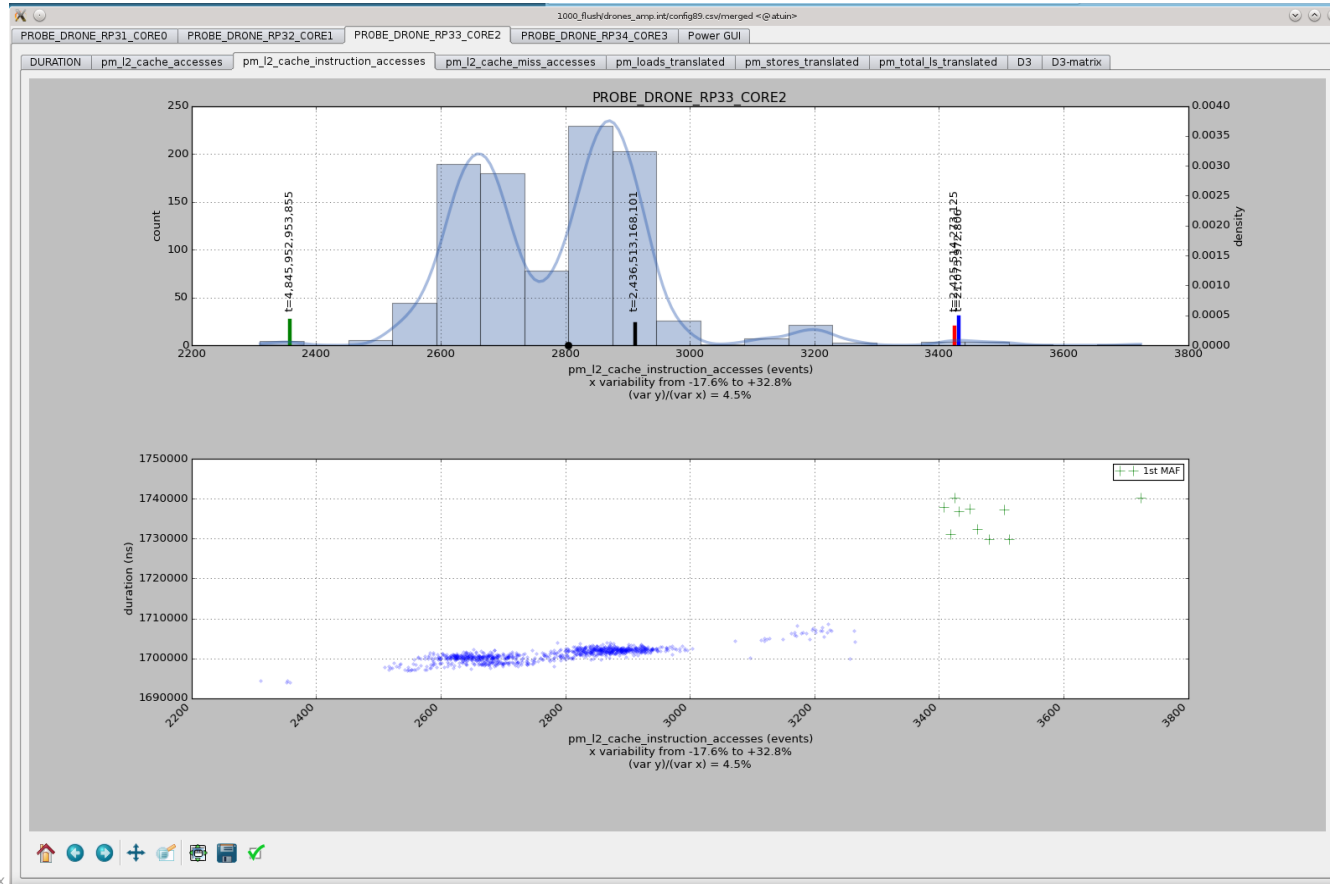 1000_flush/drones_amp.int/config89.csv/merged <@atuin>
PROBE_DRONE_RP31_CORE0 PROBE_DRONE_RP32_CORE1 PROBE_DRONE_RP33_CORE2 PROBE_DRONE_RP34_CORE3 Power GUI
DURATION pm_l2_cache_accesses pm_l2_cache_instruction_accesses pm_l2_cache_miss_accesses pm_loads_translated pm_stores_translated pm_total_ls_translated D3 D3-matrix
PROBE_DRONE_RP33_CORE2
250
200
150
100
50
0
count
0.0040
0.0035
0.0030
0.0025
0.0020
0.0015
0.0010
0.0005
0.0000
density
t=4,845,952,953,855
t=2,436,513,168,101
2200 2400 2600 2800 3000 3200 3400 3600 3800
pm_l2_cache_instruction_accesses (events)
x variability from -17.6% to +32.8%
(var y)/(var x) = 4.5%
1750000
1740000
1730000
1720000
1710000
1700000
1690000
duration (ns)
1st MAF
2200 2400 2600 2800 3000 3200 3400 3600 3800
pm_l2_cache_instruction_accesses (events)
x variability from -17.6% to +32.8%
(var y)/(var x) = 4.5%